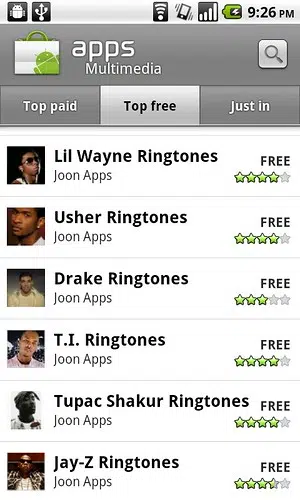 9:26 PM
apps
Multimedia
Top paid
Top free
Just in
Lil Wayne Ringtones
FREE
Joon Apps
Usher Ringtones
FREE
Joon Apps
Drake Ringtones
FREE
Joon Apps
T.I. Ringtones
FREE
Joon Apps
Tupac Shakur Ringtones
FREE
Joon Apps
Jay-Z Ringtones
FREE
Joon Apps